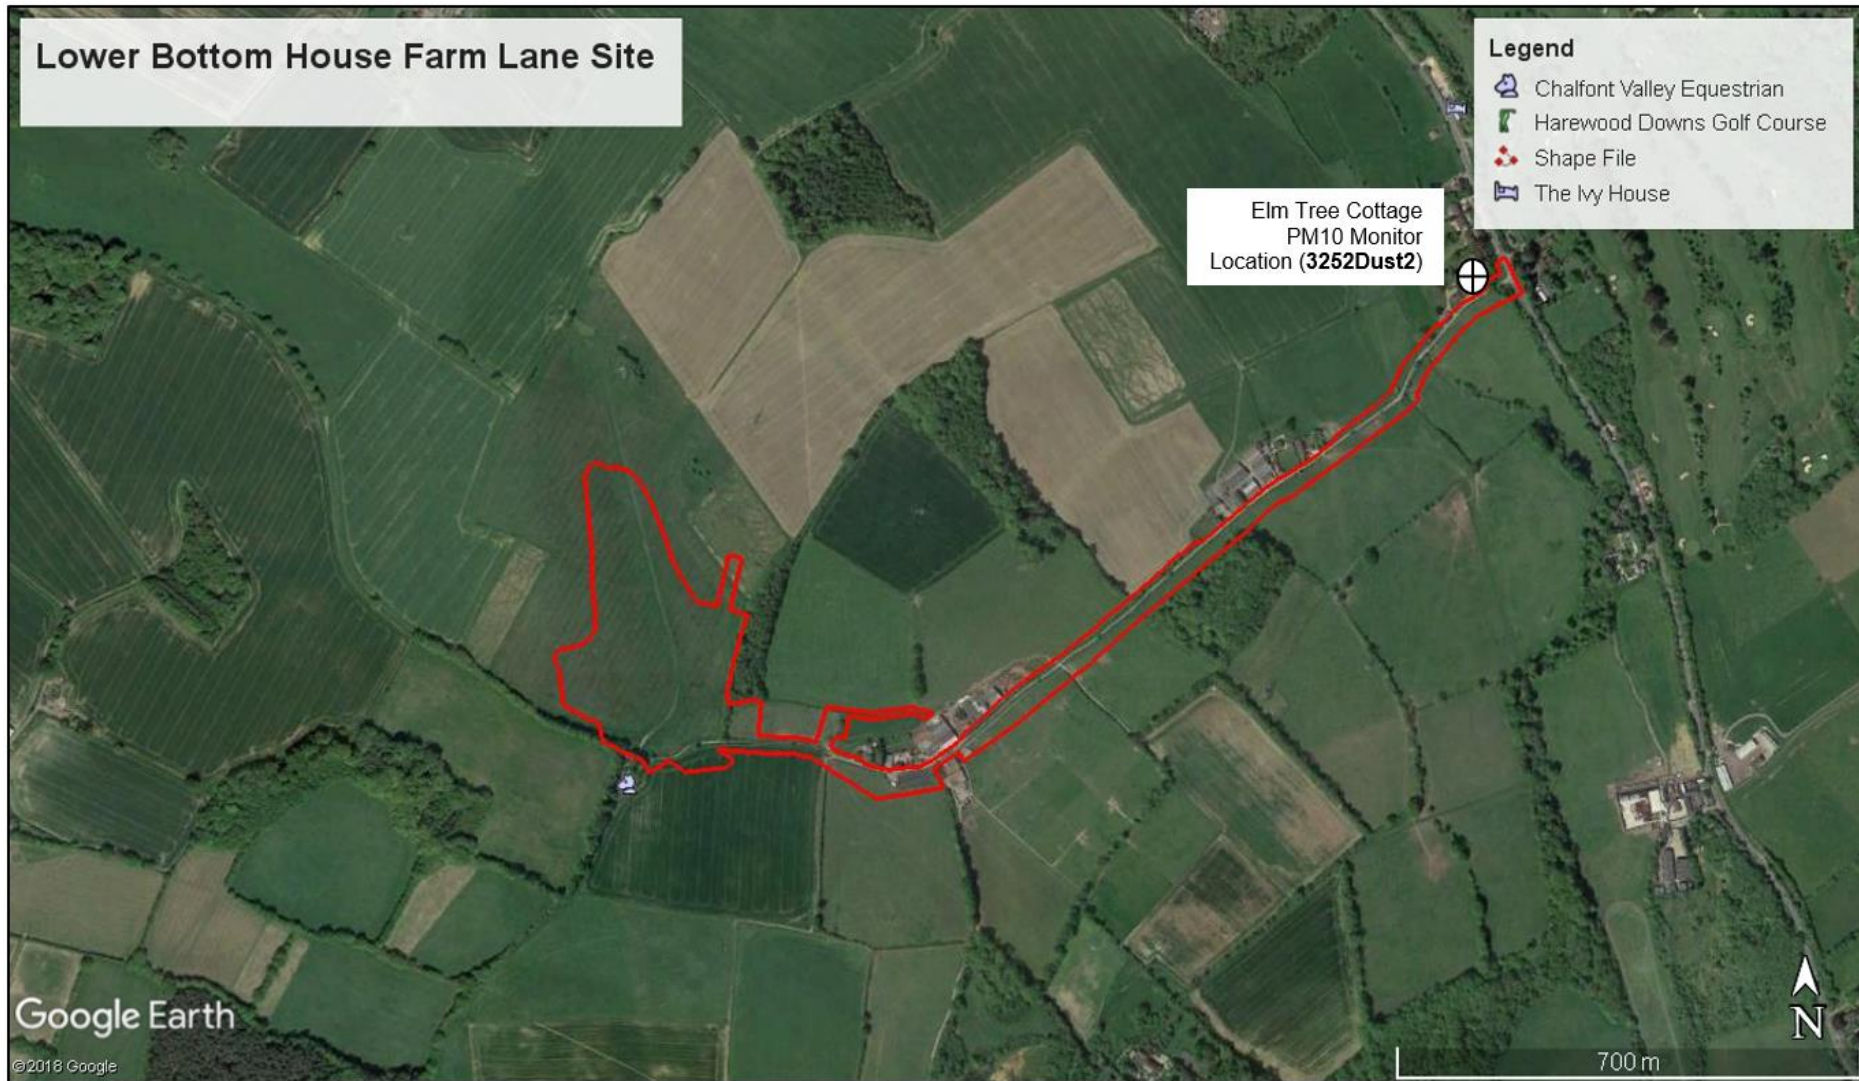 Lower Bottom House Farm Lane Site
Legend
Chalfont Valley Equestrian
Harewood Downs Golf Course
Shape File
The Ivy House
Elm Tree Cottage
PM10 Monitor
Location (3252Dust2)
Google Earth
©2018 Google
N
700 m